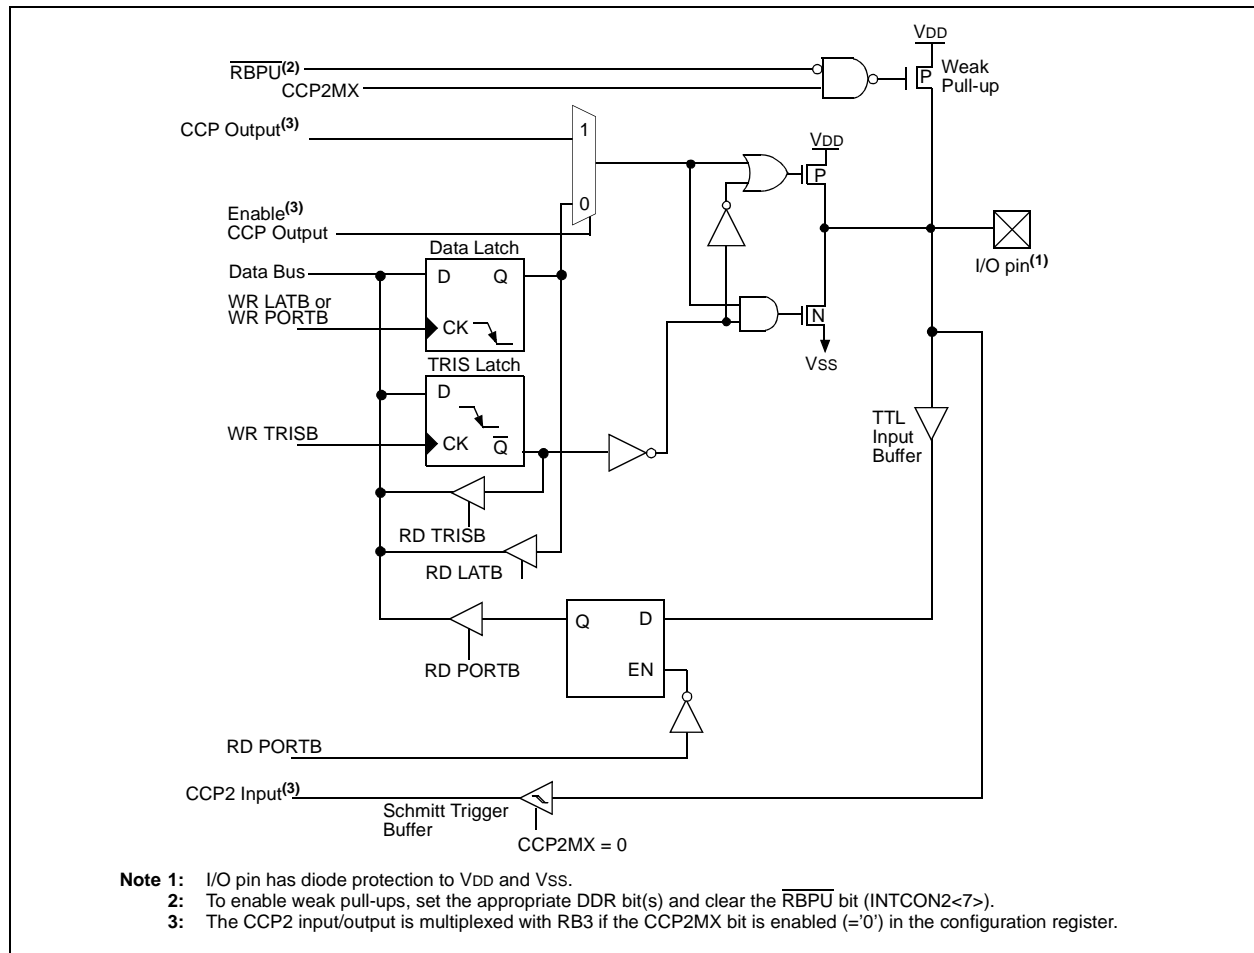 VDD
RBPU(2)
Weak
Pull-up
P
CCP2MX
CCP Output(3)
1
VDD
P
0
Enable(3)
CCP Output
Data Latch
I/O pin(1)
Data Bus
D
Q
WR LATB or
WR PORTB
CK
N
VSS
TRIS Latch
D
WR TRISB
CK
Q
TTL
Input
Buffer
RD TRISB
RD LATB
Q
D
RD PORTB
EN
RD PORTB
CCP2 Input(3)
Schmitt Trigger
Buffer
CCP2MX = 0
Note 1: I/O pin has diode protection to VDD and VSS.
2: To enable weak pull-ups, set the appropriate DDR bit(s) and clear the RBPU bit (INTCON2<7>).
3: The CCP2 input/output is multiplexed with RB3 if the CCP2MX bit is enabled (='0') in the configuration register.